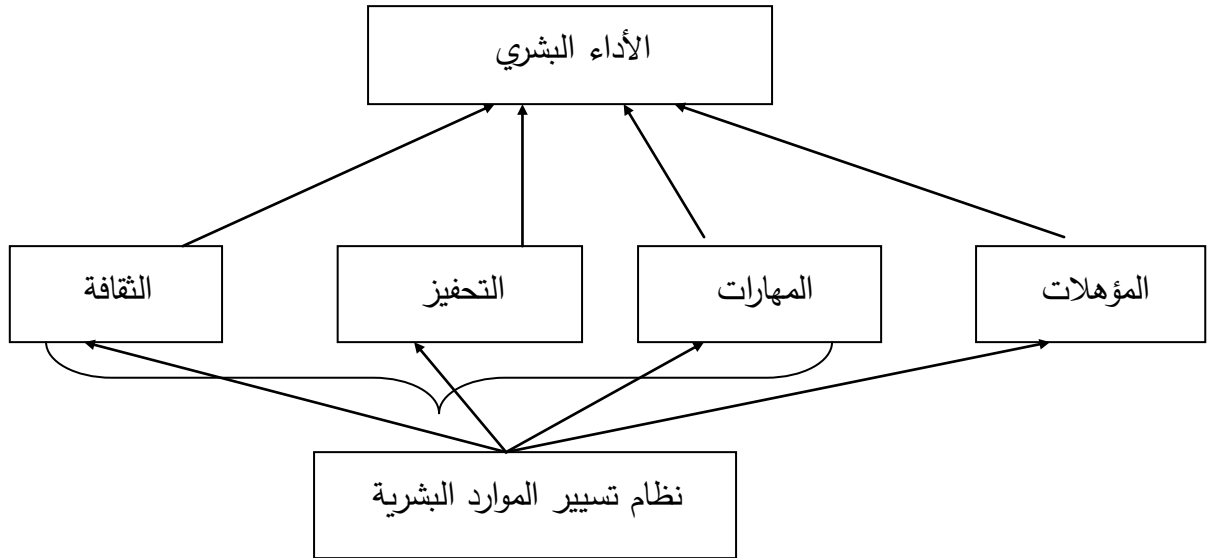 الأداء البشري
المؤهلات
المهارات
التحفيز
الثقافة
نظام تسيير الموارد البشرية